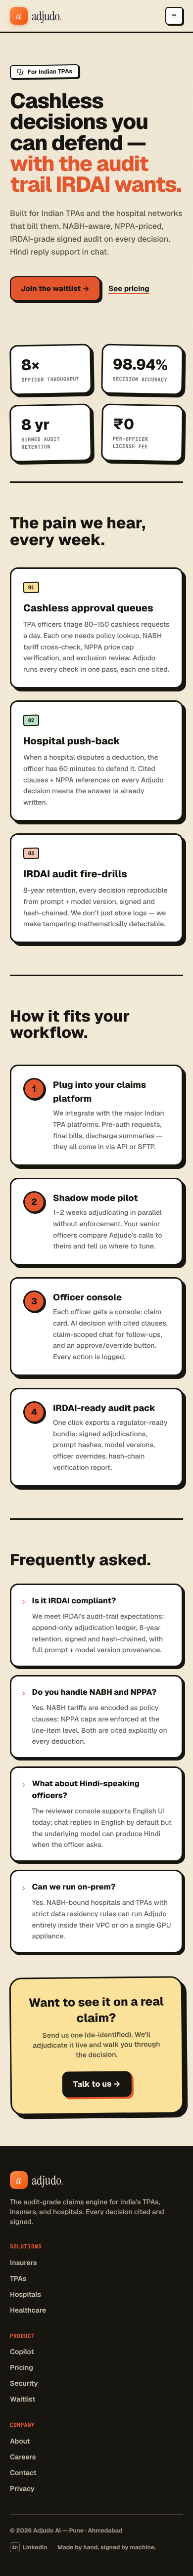 a adjudo.
For Indian TPAs
Cashless
decisions you
can defend —
with the audit
trail IRDAI wants.
Built for Indian TPAs and the hospital networks
that bill them. NABH-aware, NPPA-priced,
IRDAI-grade signed audit on every decision.
Hindi reply support in chat.
Join the waitlist →
See pricing
8×
OFFICER THROUGHPUT
98.94%
DECISION ACCURACY
8 yr
SIGNED AUDIT
RETENTION
₹0
PER-OFFICER
LICENSE FEE
The pain we hear,
every week.
01
Cashless approval queues
TPA officers triage 80–150 cashless requests
a day. Each one needs policy lookup, NABH
tariff cross-check, NPPA price cap
verification, and exclusion review. Adjudo
runs every check in one pass, each one cited.
02
Hospital push-back
When a hospital disputes a deduction, the
officer has 60 minutes to defend it. Cited
clauses + NPPA references on every Adjudo
decision means the answer is already
written.
03
IRDAI audit fire-drills
8-year retention, every decision reproducible
from prompt + model version, signed and
hash-chained. We don't just store logs — we
make tampering mathematically detectable.
How it fits your
workflow.
1
Plug into your claims
platform
We integrate with the major Indian
TPA platforms. Pre-auth requests,
final bills, discharge summaries —
they all come in via API or SFTP.
2
Shadow mode pilot
1–2 weeks adjudicating in parallel
without enforcement. Your senior
officers compare Adjudo's calls to
theirs and tell us where to tune.
3
Officer console
Each officer gets a console: claim
card, AI decision with cited clauses,
claim-scoped chat for follow-ups,
and an approve/override button.
Every action is logged.
4
IRDAI-ready audit pack
One click exports a regulator-ready
bundle: signed adjudications,
prompt hashes, model versions,
officer overrides, hash-chain
verification report.
Frequently asked.
Is it IRDAI compliant?
We meet IRDAI's audit-trail expectations:
append-only adjudication ledger, 8-year
retention, signed and hash-chained, with
full prompt + model version provenance.
Do you handle NABH and NPPA?
Yes. NABH tariffs are encoded as policy
clauses; NPPA caps are enforced at the
line-item level. Both are cited explicitly on
every deduction.
What about Hindi-speaking
officers?
The reviewer console supports English UI
today; chat replies in English by default but
the underlying model can produce Hindi
when the officer asks.
Can we run on-prem?
Yes. NABH-bound hospitals and TPAs with
strict data residency rules can run Adjudo
entirely inside their VPC or on a single GPU
appliance.
Want to see it on a real
claim?
Send us one (de-identified). We'll
adjudicate it live and walk you through
the decision.
Talk to us →
a adjudo.
The audit-grade claims engine for India's TPAs,
insurers, and hospitals. Every decision cited and
signed.
SOLUTIONS
Insurers
TPAs
Hospitals
Healthcare
PRODUCT
Copilot
Pricing
Security
Waitlist
COMPANY
About
Careers
Contact
Privacy
© 2026 Adjudo AI — Pune · Ahmedabad
in LinkedIn
Made by hand, signed by machine.